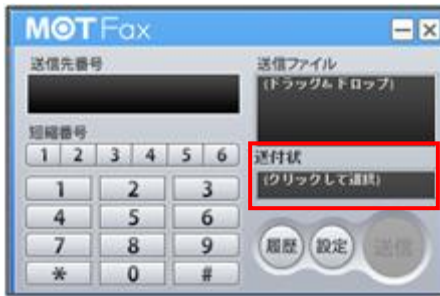 MOT Fax
送信先番号
送信ファイル
(ドラッグ&ドロップ)
短縮番号
1 2 3 4 5 6
送付状
(クリックして選択)
1 2 3
4 5 6
7 8 9
* 0 #
履歴 設定 送信